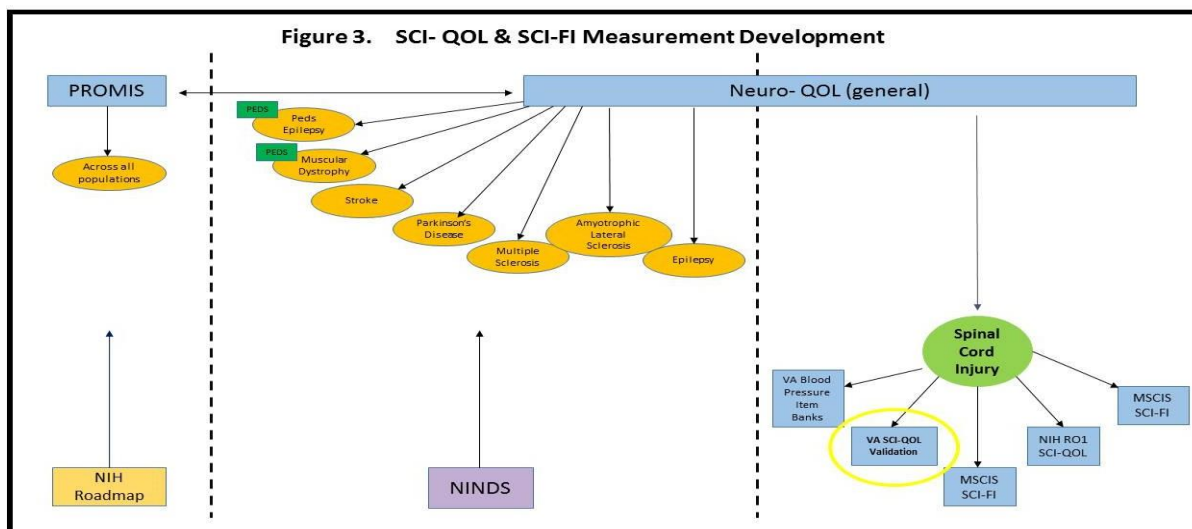 Figure 3. SCI- QOL & SCI-FI Measurement Development
PROMIS
Neuro- QOL (general)
Across all
populations
PEDS
Peds
Epilepsy
PEDS
Muscular
Dystrophy
Stroke
Parkinson's
Disease
Multiple
Sclerosis
Amyotrophic
Lateral
Sclerosis
Epilepsy
Spinal
Cord
Injury
VA Blood
Pressure
Item
Banks
VA SCI-QOL
Validation
MSCIS
SCI-FI
NIH RO1
SCI-QOL
MSCIS
SCI-FI
NIH
Roadmap
NINDS